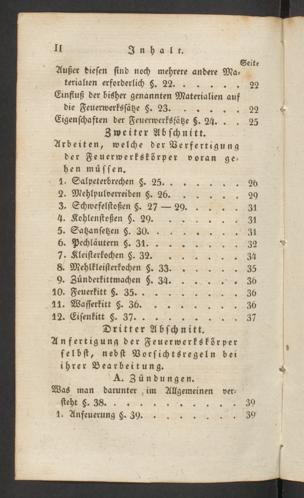 II Inhalt.
Seite
Außer diesen sind noch mehrere andere Ma-
terialien erforderlich §. 22. . . . . . . 22
Einfluß der bisher genannten Materialien auf
die Feuerwerkssätze §. 23. . . . . . . 22
Eigenschaften der Feuerwerkssätze §. 24. . . 25
Zweiter Abschnitt.
Arbeiten, welche der Verfertigung
der Feuerwerkskörper voran ge-
hen müssen.
1. Salpeterbrechen §. 25. . . . . . . 26
2. Mehlpulverreiben §. 26. . . . . . . 29
3. Schwefelstoßen §. 27 — 29. . . . . . 31
4. Kohlenstoßen §. 29. . . . . . . . 31
5. Satzansetzen §. 30. . . . . . . . 31
6. Pechläutern §. 31. . . . . . . . 32
7. Kleisterkochen §. 32. . . . . . . . 34
8. Mehlkleisterkochen §. 33. . . . . . . 35
9. Zünderkittmachen §. 34. . . . . . . 36
10. Feuerkitt §. 35. . . . . . . . . 36
11. Wasserkitt §. 36. . . . . . . . . 36
12. Eisenkitt §. 37. . . . . . . . . 37
Dritter Abschnitt.
Anfertigung der Feuerwerkskörper
selbst, nebst Vorsichtsregeln bei
ihrer Bearbeitung.
A. Zündungen.
Was man darunter im Allgemeinen ver-
steht §. 38. . . . . . . . . . . 39
1. Anfeuerung §. 39. . . . . . . . . 39